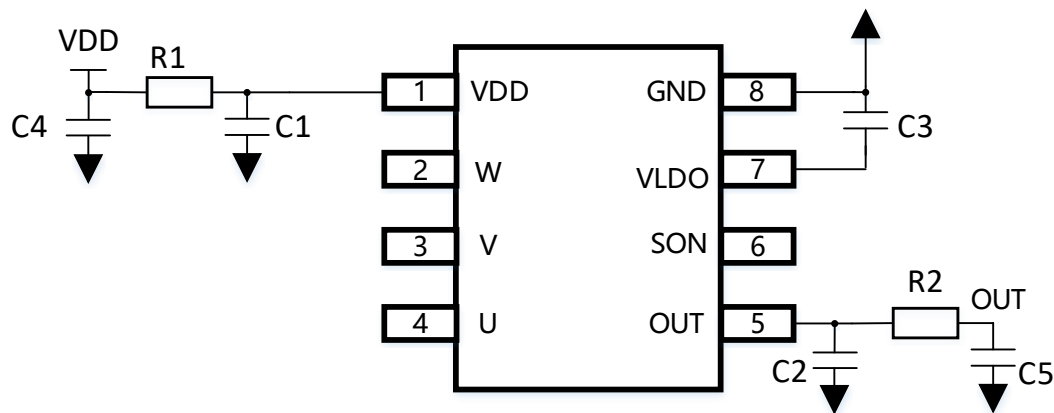 VDD
R1
C4
C1
1 VDD
2 W
3 V
4 U
GND 8
VLDO 7
SON 6
OUT 5
C3
R2
OUT
C2
C5